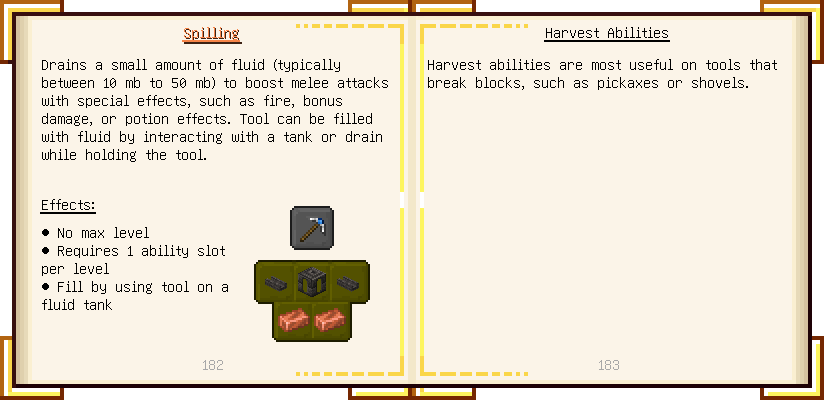 Spilling
Drains a small amount of fluid (typically
between 10 mb to 50 mb) to boost melee attacks
with special effects, such as fire, bonus
damage, or potion effects. Tool can be filled
with fluid by interacting with a tank or drain
while holding the tool.
Effects:
• No max level
• Requires 1 ability slot
per level
• Fill by using tool on a
fluid tank
182
Harvest Abilities
Harvest abilities are most useful on tools that
break blocks, such as pickaxes or shovels.
183